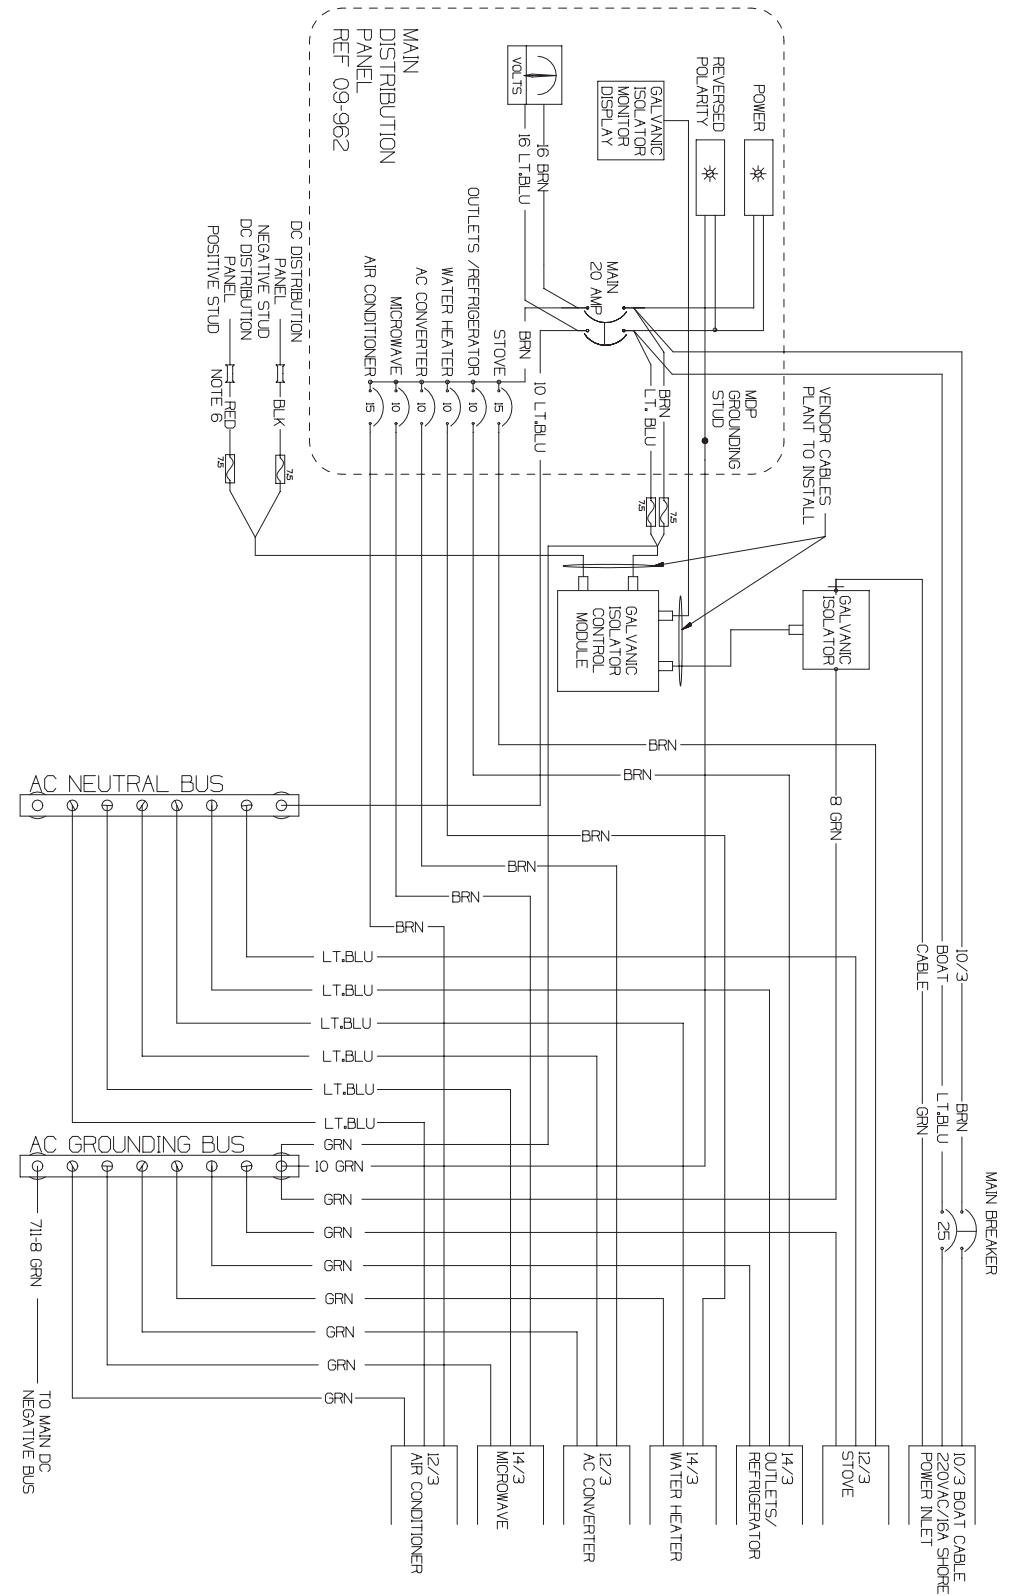 MAIN
DISTRIBUTION
PANEL
REF 09-962
VOLTS
GALVANIC
ISOLATOR
MONITOR
DISPLAY
REVERSED
POLARITY
POWER
16 BRN
16 LT.BLU
MAIN
20 AMP
OUTLETS /REFRIGERATOR
WATER HEATER
AC CONVERTER
MICROWAVE
AIR CONDITIONER
STOVE
BRN
10 LT.BLU
15
10
10
10
10
15
BRN
LT. BLU
MDP
GROUNDING
STUD
VENDOR CABLES
PLANT TO INSTALL
DC DISTRIBUTION
PANEL
NEGATIVE STUD
DC DISTRIBUTION
PANEL
POSITIVE STUD
BLK
RED
NOTE 6
7.5
7.5
7.5
7.5
GALVANIC
ISOLATOR
CONTROL
MODULE
GALVANIC
ISOLATOR
BRN
BRN
BRN
BRN
BRN
BRN
8 GRN
AC NEUTRAL BUS
LT.BLU
LT.BLU
LT.BLU
LT.BLU
LT.BLU
LT.BLU
10/3
BOAT
CABLE
BRN
LT.BLU
GRN
MAIN BREAKER
25
AC GROUNDING BUS
GRN
10 GRN
GRN
GRN
GRN
GRN
GRN
GRN
GRN
711-8 GRN
TO MAIN DC
NEGATIVE BUS
12/3
AIR CONDITIONER
14/3
MICROWAVE
12/3
AC CONVERTER
14/3
WATER HEATER
14/3
OUTLETS/
REFRIGERATOR
12/3
STOVE
10/3 BOAT CABLE
220VAC/16A SHORE
POWER INLET